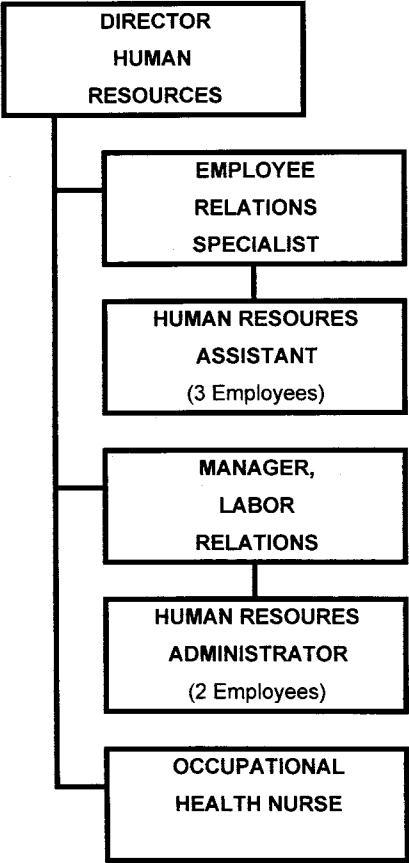 DIRECTOR
HUMAN
RESOURCES
EMPLOYEE
RELATIONS
SPECIALIST
HUMAN RESOURES
ASSISTANT
(3 Employees)
MANAGER,
LABOR
RELATIONS
HUMAN RESOURES
ADMINISTRATOR
(2 Employees)
OCCUPATIONAL
HEALTH NURSE